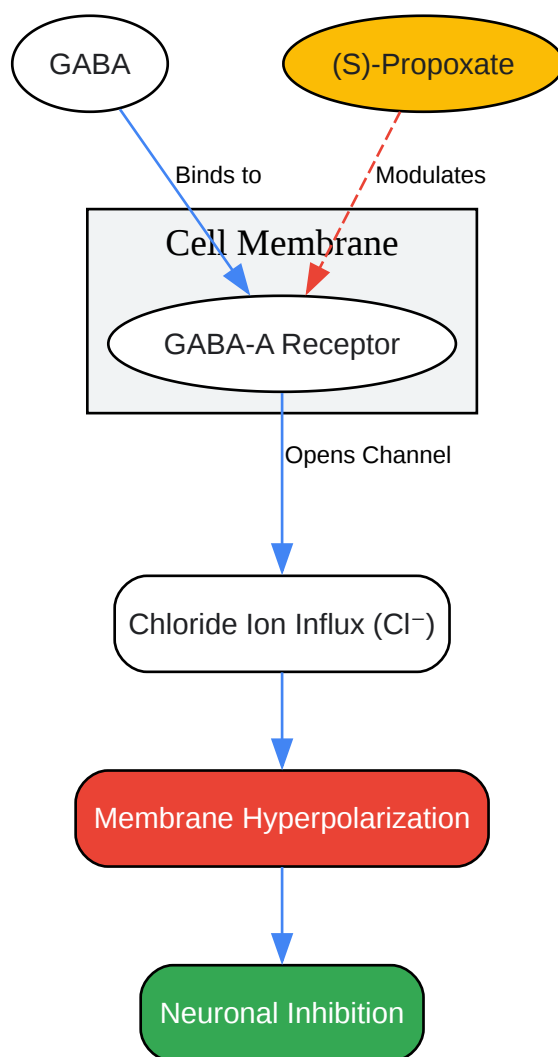 GABA
(S)-Propoxate
Binds to
Modulates
Cell Membrane
GABA-A Receptor
Opens Channel
Chloride Ion Influx (Cl⁻)
Membrane Hyperpolarization
Neuronal Inhibition